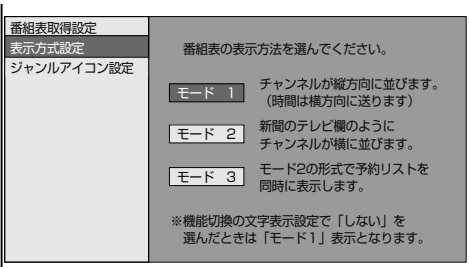 番組表取得設定
表示方式設定
ジャンルアイコン設定
番組表の表示方法を選んでください。
モード 1
チャンネルが縦方向に並びます。
（時間は横方向に送ります）
モード 2
新聞のテレビ欄のように
チャンネルが横に並びます。
モード 3
モード2の形式で予約リストを
同時に表示します。
※機能切換の文字表示設定で「しない」を
選んだときは「モード1」表示となります。